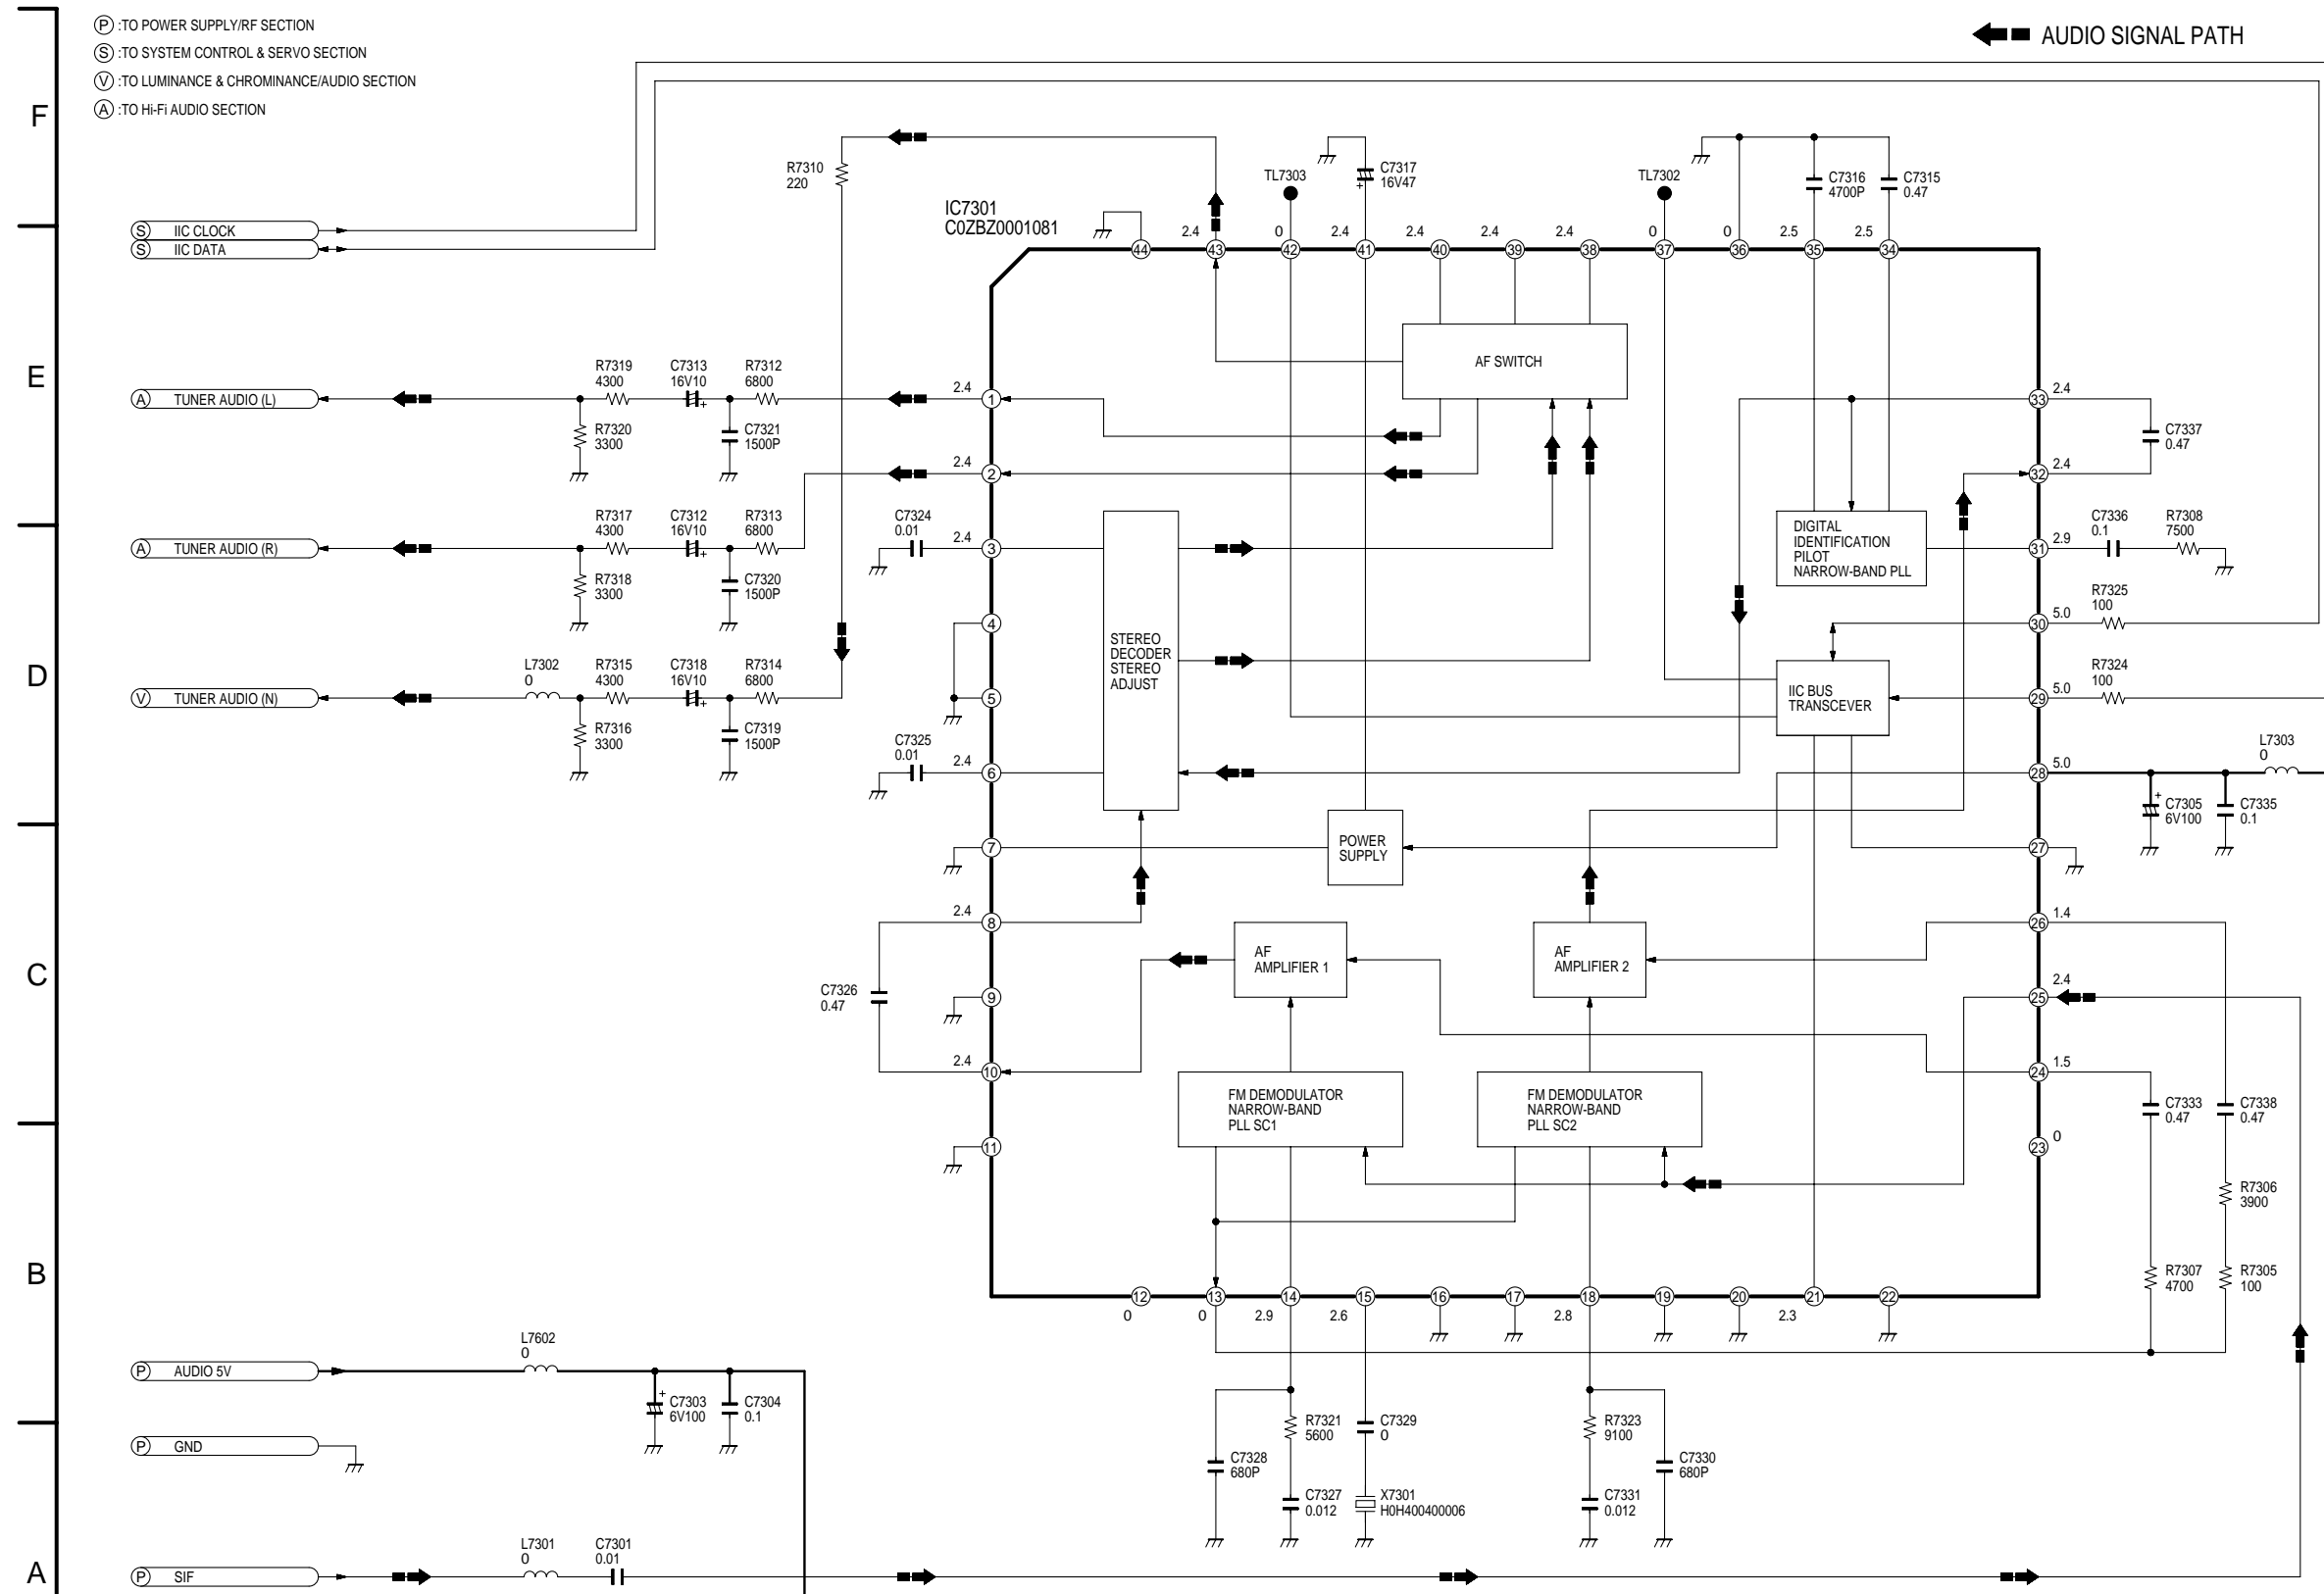 Ⓟ :TO POWER SUPPLY/RF SECTION
Ⓢ :TO SYSTEM CONTROL & SERVO SECTION
Ⓥ :TO LUMINANCE & CHROMINANCE/AUDIO SECTION
Ⓐ :TO Hi-Fi AUDIO SECTION
AUDIO SIGNAL PATH
F
R7310
220
TL7303
C7317
16V47
TL7302
C7316
4700P
C7315
0.47
IC7301
C0ZBZ0001081
S IIC CLOCK
S IIC DATA
2.4 0 2.4 2.4 2.4 2.4 0 0 2.5 2.5
44 43 42 41 40 39 38 37 36 35 34
E
AF SWITCH
R7319
4300
C7313
16V10
R7312
6800
A TUNER AUDIO (L)
2.4
1
R7320
3300
C7321
1500P
2.4
2
33
2.4
C7337
0.47
32
2.4
R7317
4300
C7312
16V10
R7313
6800
C7324
0.01
A TUNER AUDIO (R)
2.4
3
R7318
3300
C7320
1500P
DIGITAL
IDENTIFICATION
PILOT
NARROW-BAND PLL
31
2.9
C7336
0.1
R7308
7500
4
30
5.0
R7325
100
D
STEREO
DECODER
STEREO
ADJUST
L7302
0
R7315
4300
C7318
16V10
R7314
6800
V TUNER AUDIO (N)
5
IIC BUS
TRANSCEVER
29
5.0
R7324
100
R7316
3300
C7319
1500P
C7325
0.01
2.4
6
28
5.0
L7303
0
C7305
6V100
C7335
0.1
7
POWER
SUPPLY
27
2.4
8
26
1.4
C
AF
AMPLIFIER 1
AF
AMPLIFIER 2
C7326
0.47
9
25
2.4
2.4
10
24
1.5
FM DEMODULATOR
NARROW-BAND
PLL SC1
FM DEMODULATOR
NARROW-BAND
PLL SC2
C7333
0.47
C7338
0.47
11
23
0
R7306
3900
B
R7307
4700
R7305
100
12 13 14 15 16 17 18 19 20 21 22
0 0 2.9 2.6 2.8 2.3
L7602
0
P AUDIO 5V
C7303
6V100
C7304
0.1
R7321
5600
C7329
0
R7323
9100
P GND
C7328
680P
C7330
680P
C7327
0.012
X7301
H0H400400006
C7331
0.012
L7301
0
C7301
0.01
A
P SIF